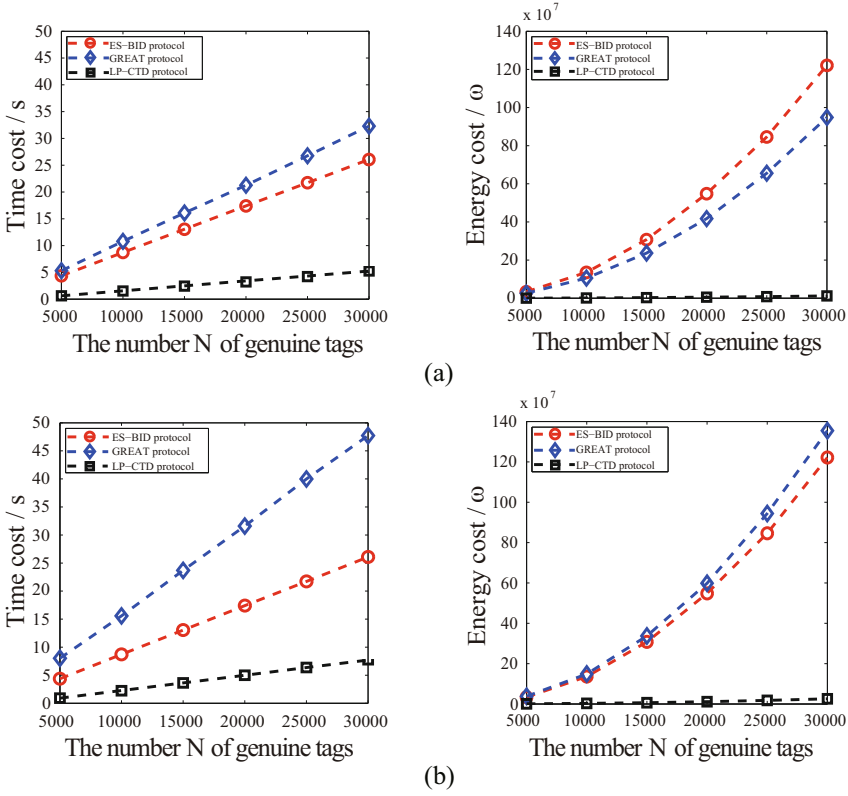 50
45
40
35
30
25
20
15
10
5
0
Time cost / s
ES−BID protocol
GREAT protocol
LP−CTD protocol
5000 10000 15000 20000 25000 30000
The number N of genuine tags
x 10^7
140
120
100
80
60
40
20
0
Energy cost / ω
ES−BID protocol
GREAT protocol
LP−CTD protocol
5000 10000 15000 20000 25000 30000
The number N of genuine tags
(a)
50
45
40
35
30
25
20
15
10
5
0
Time cost / s
ES−BID protocol
GREAT protocol
LP−CTD protocol
5000 10000 15000 20000 25000 30000
The number N of genuine tags
x 10^7
140
120
100
80
60
40
20
0
Energy cost / ω
ES−BID protocol
GREAT protocol
LP−CTD protocol
5000 10000 15000 20000 25000 30000
The number N of genuine tags
(b)